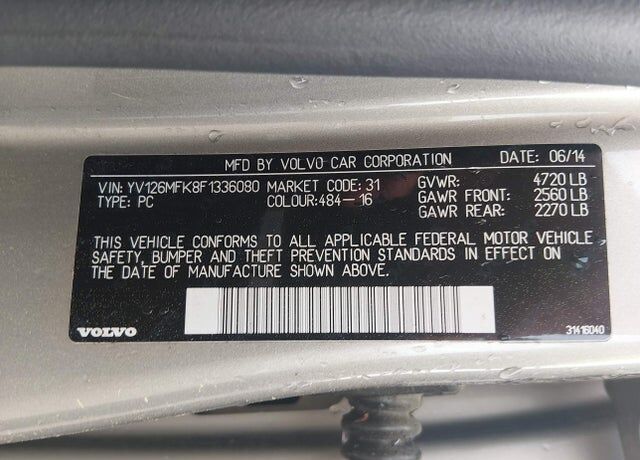 MFD BY VOLVO CAR CORPORATION DATE: 06/14
VIN: YV126MFK8F1336080 MARKET CODE: 31 GVWR: 4720 LB
TYPE: PC COLOUR:484-16 GAWR FRONT: 2560 LB
GAWR REAR: 2270 LB
THIS VEHICLE CONFORMS TO ALL APPLICABLE FEDERAL MOTOR VEHICLE
SAFETY, BUMPER AND THEFT PREVENTION STANDARDS IN EFFECT ON
THE DATE OF MANUFACTURE SHOWN ABOVE.
VOLVO 31416040